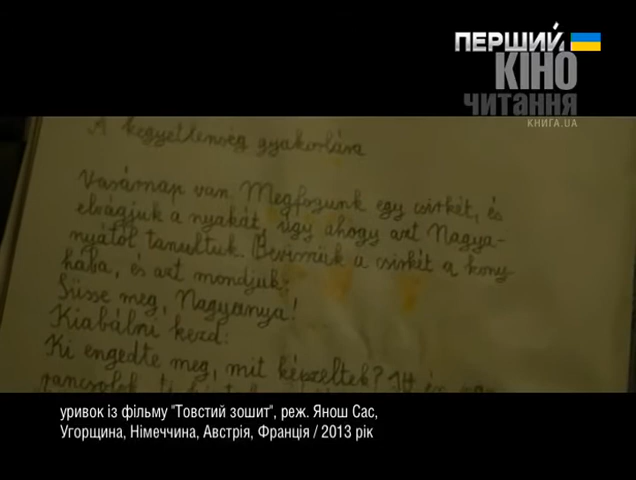 ПЕРШИЙ
КІНО
читання
КНИГА.UA
A kegyetlenség gyakorlása
Vasárnap van. Megfogunk egy csirkét, és
elvágjuk a nyakát, úgy ahogy azt Nagya-
nyától tanultuk. Bevisszük a csirkét a kony-
hába, és azt mondjuk:
Süsse meg, Nagyanya!
Kiabálni kezd:
Ki engedte meg, mit képzeltek? Itt én
уривок із фільму "Товстий зошит", реж. Янош Сас,
Угорщина, Німеччина, Австрія, Франція / 2013 рік